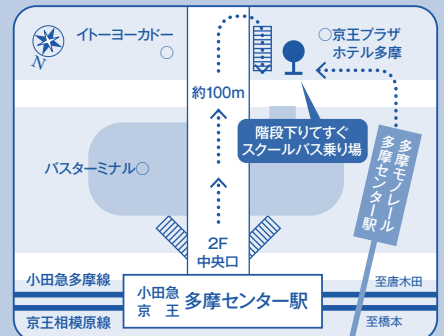 イトーヨーカドー
○
N
○京王プラザ
ホテル多摩
約100m
階段下りてすぐ
スクールバス乗り場
多摩モノレール
多摩センター駅
バスターミナル○
2F
中央口
小田急多摩線
小田急
京 王
多摩センター駅
至唐木田
京王相模原線
至橋本